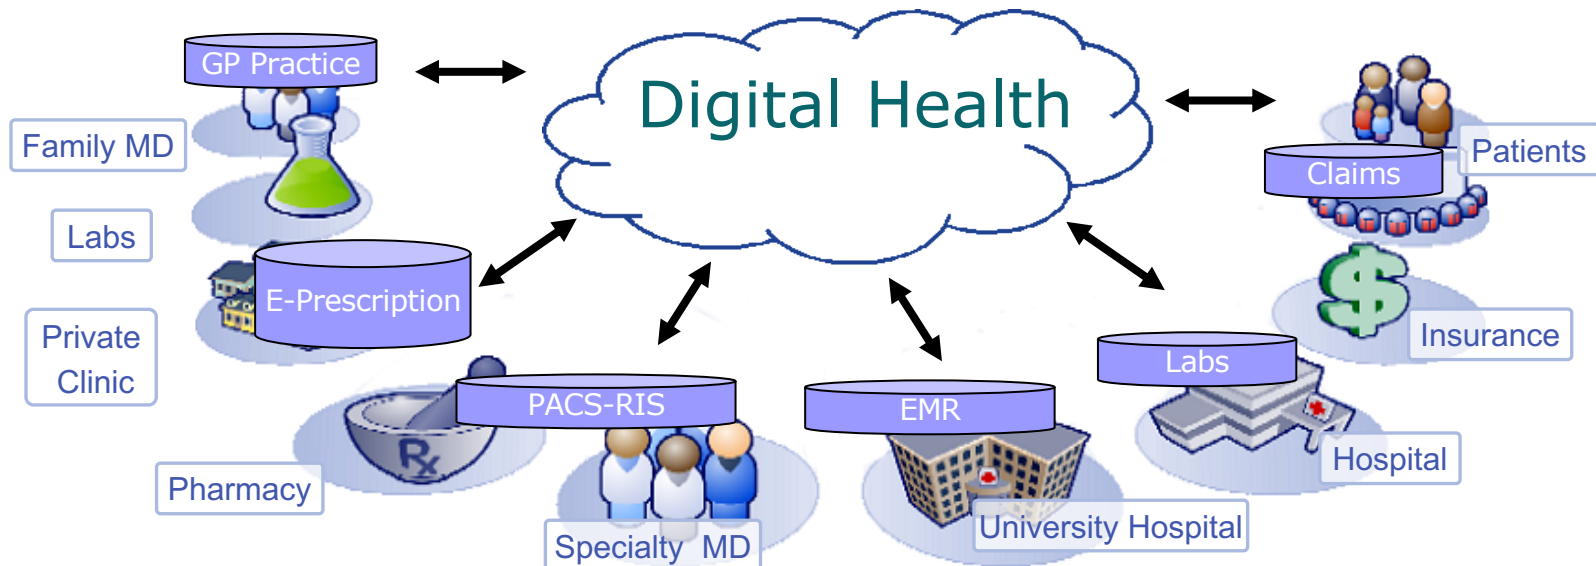 Digital Health
GP Practice
Family MD
Labs
E-Prescription
Private
Clinic
Pharmacy
Rx
PACS-RIS
Specialty MD
EMR
University Hospital
Labs
Hospital
Claims
Patients
$
Insurance